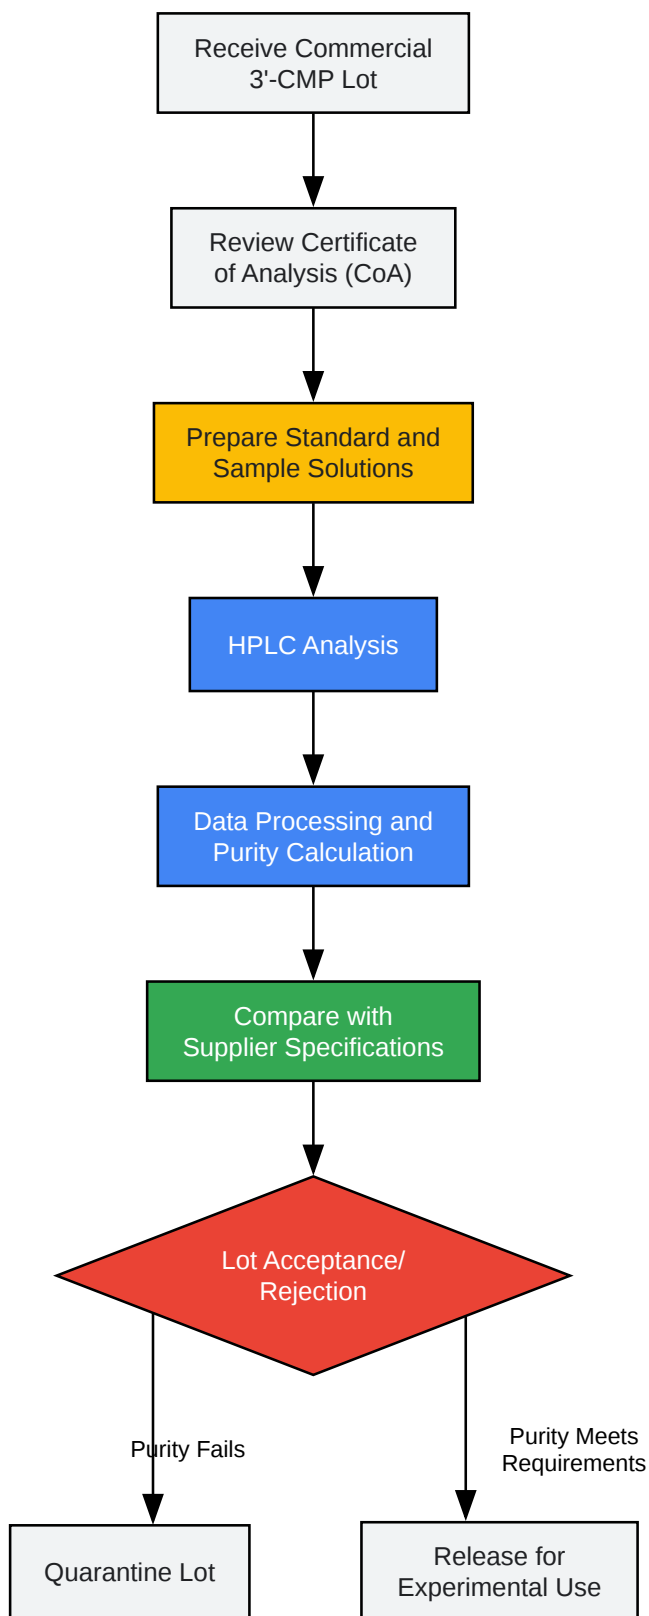 Receive Commercial
3'-CMP Lot
Review Certificate
of Analysis (CoA)
Prepare Standard and
Sample Solutions
HPLC Analysis
Data Processing and
Purity Calculation
Compare with
Supplier Specifications
Lot Acceptance/
Rejection
Purity Fails
Purity Meets
Requirements
Quarantine Lot
Release for
Experimental Use